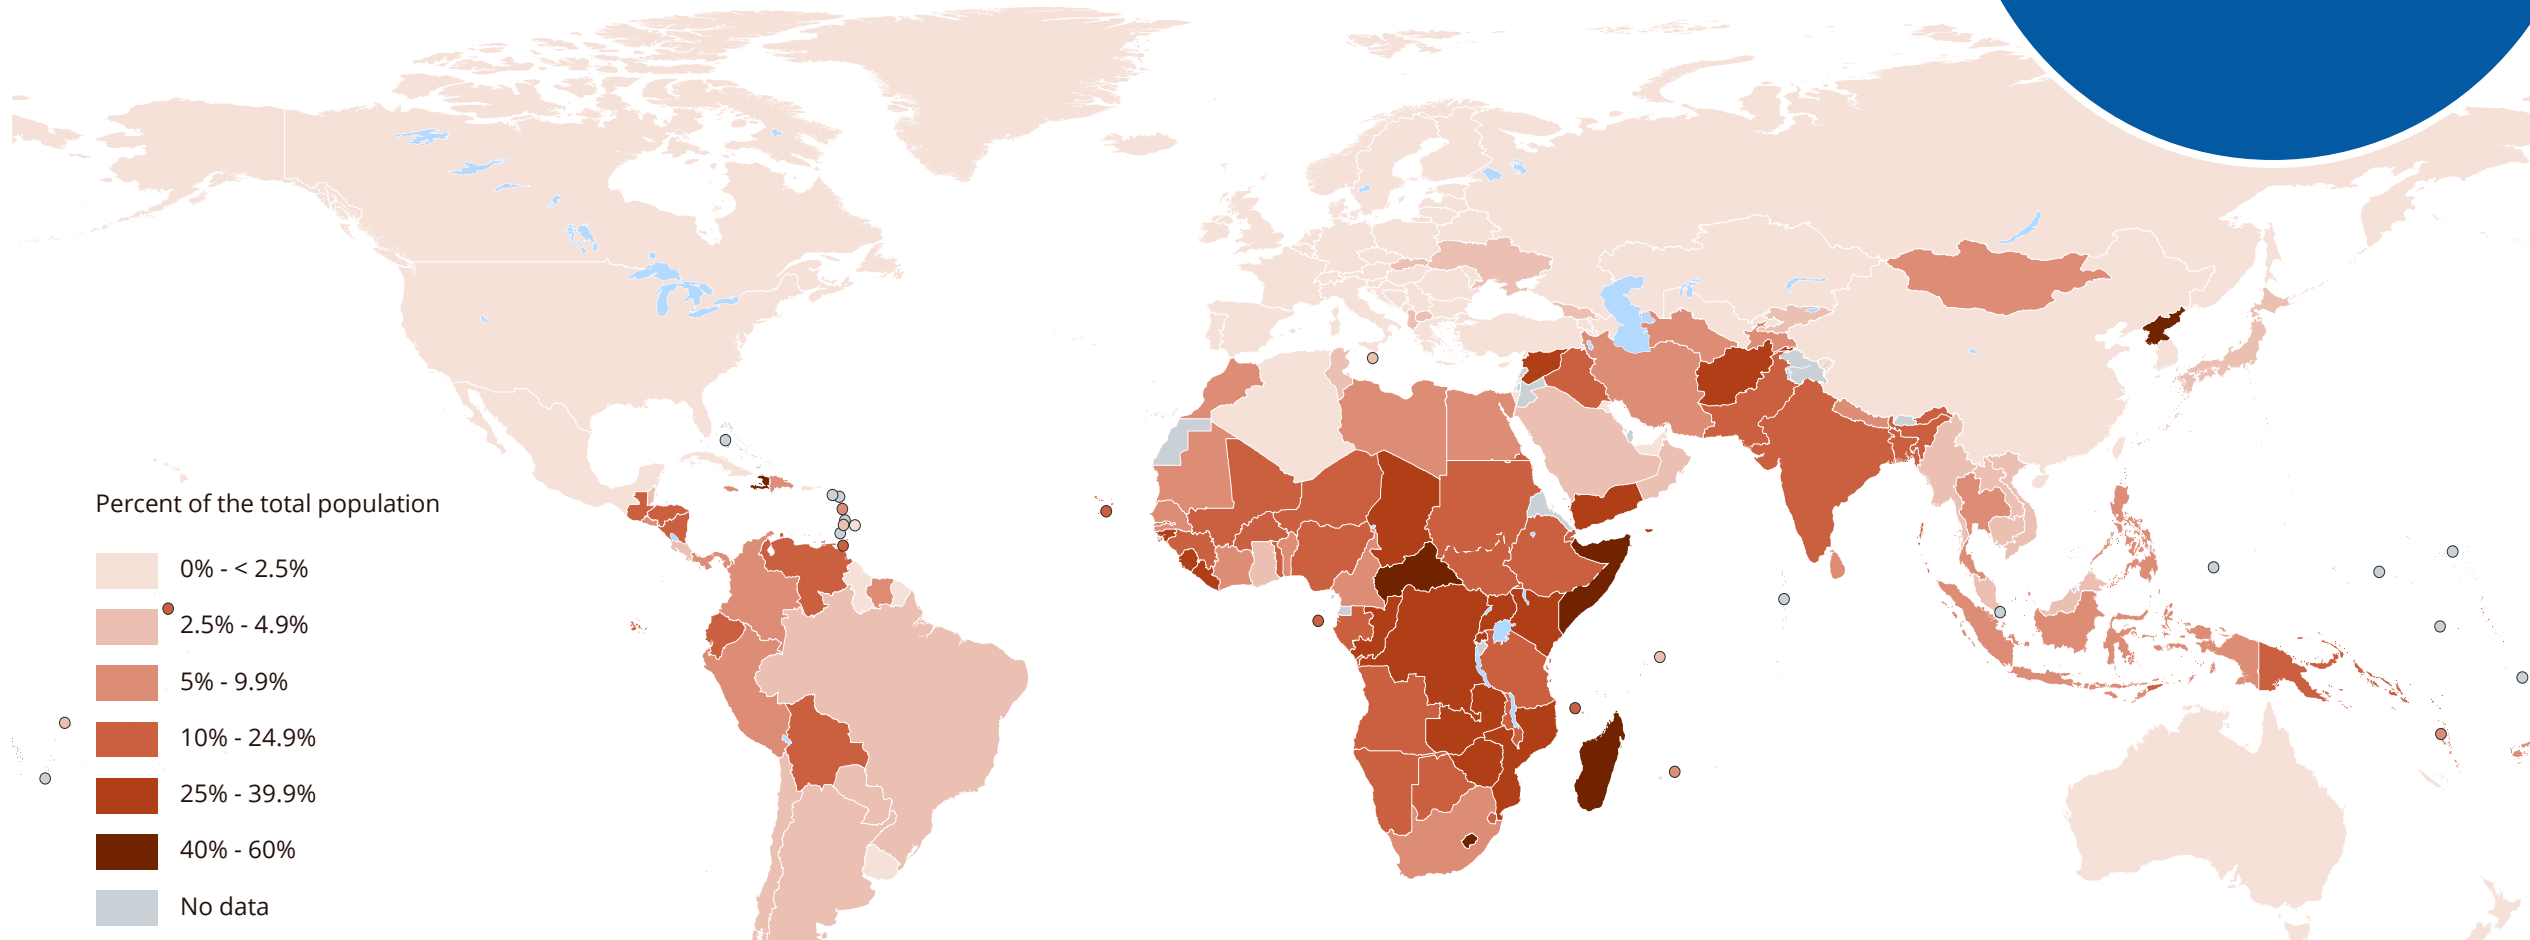 Percent of the total population
0% - < 2.5%
2.5% - 4.9%
5% - 9.9%
10% - 24.9%
25% - 39.9%
40% - 60%
No data